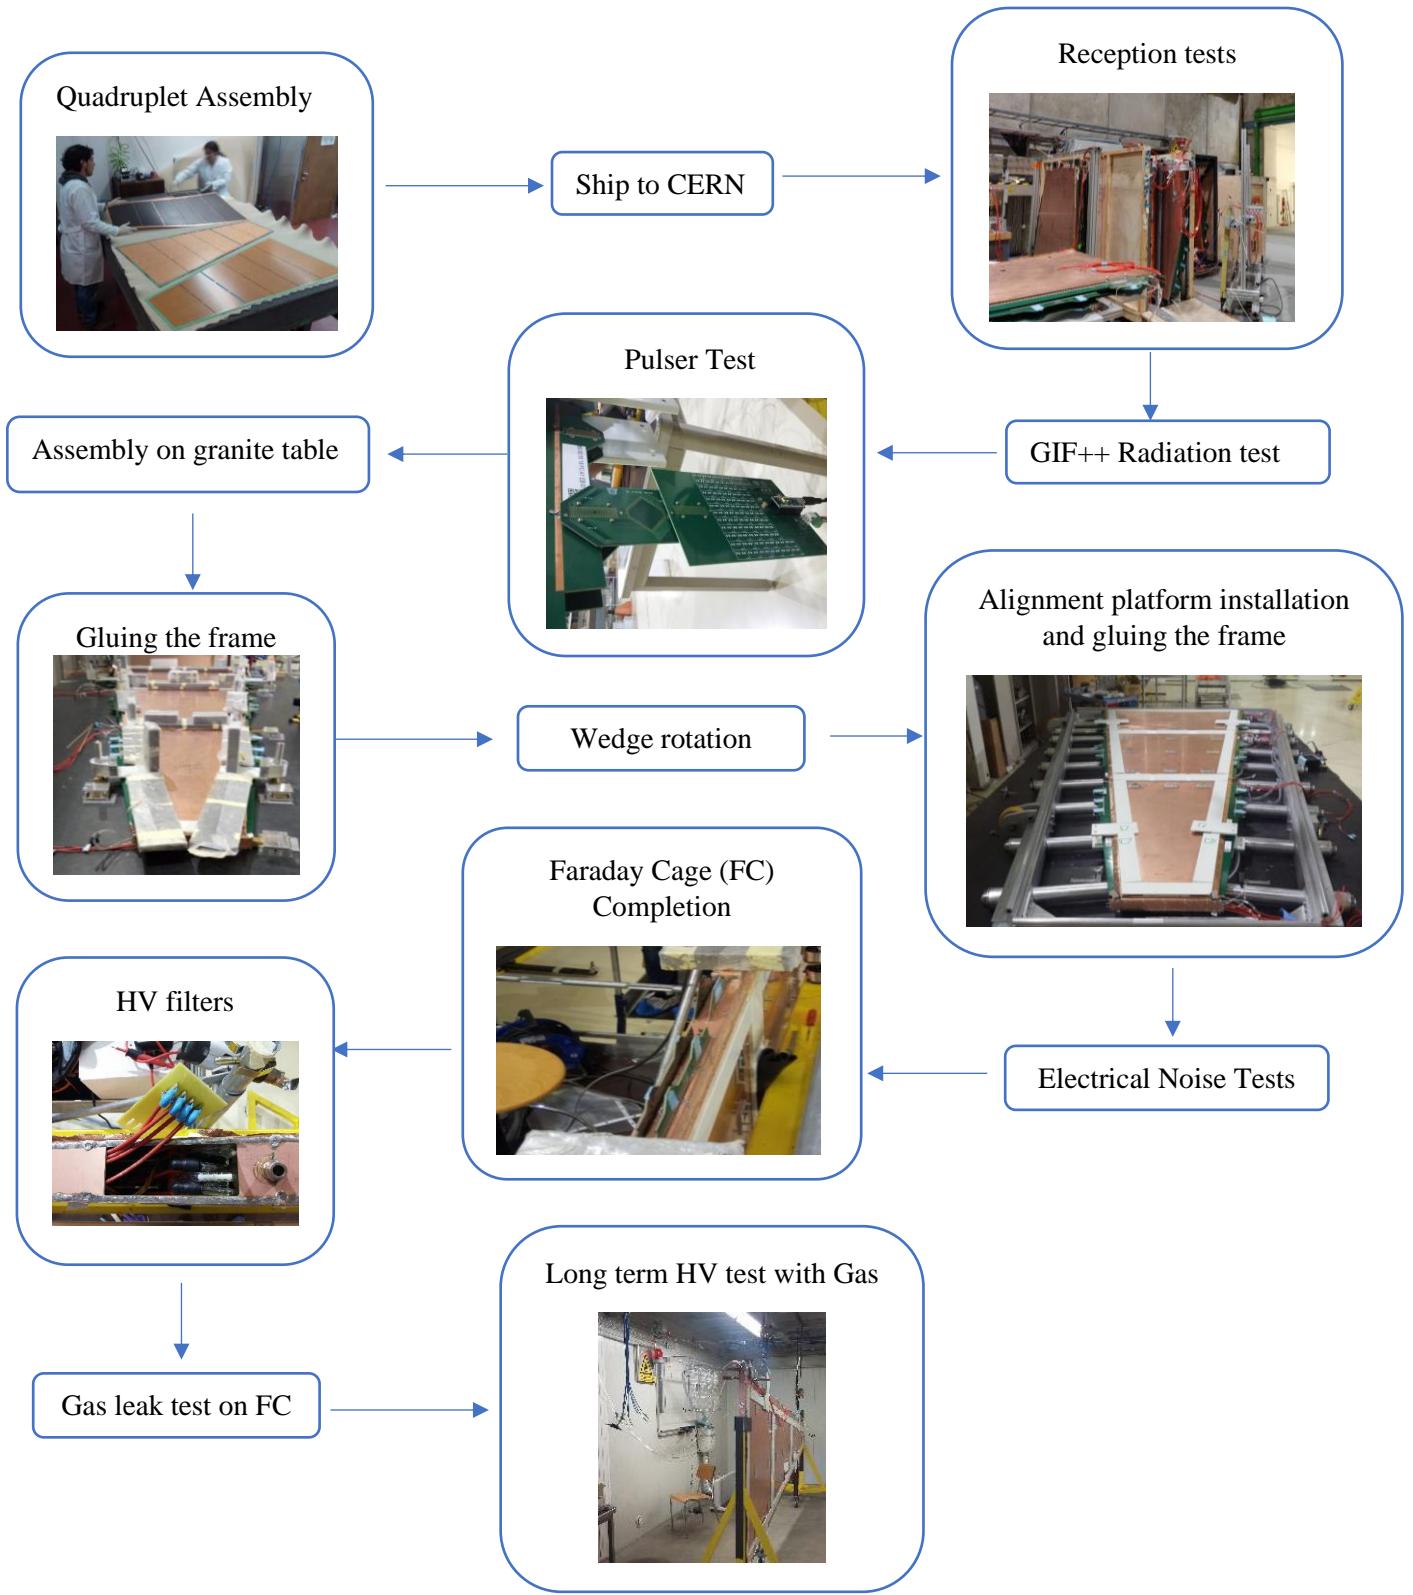 Quadruplet Assembly
Ship to CERN
Reception tests
GIF++ Radiation test
Pulser Test
Assembly on granite table
Gluing the frame
Wedge rotation
Alignment platform installation
and gluing the frame
Electrical Noise Tests
Faraday Cage (FC)
Completion
HV filters
Gas leak test on FC
Long term HV test with Gas